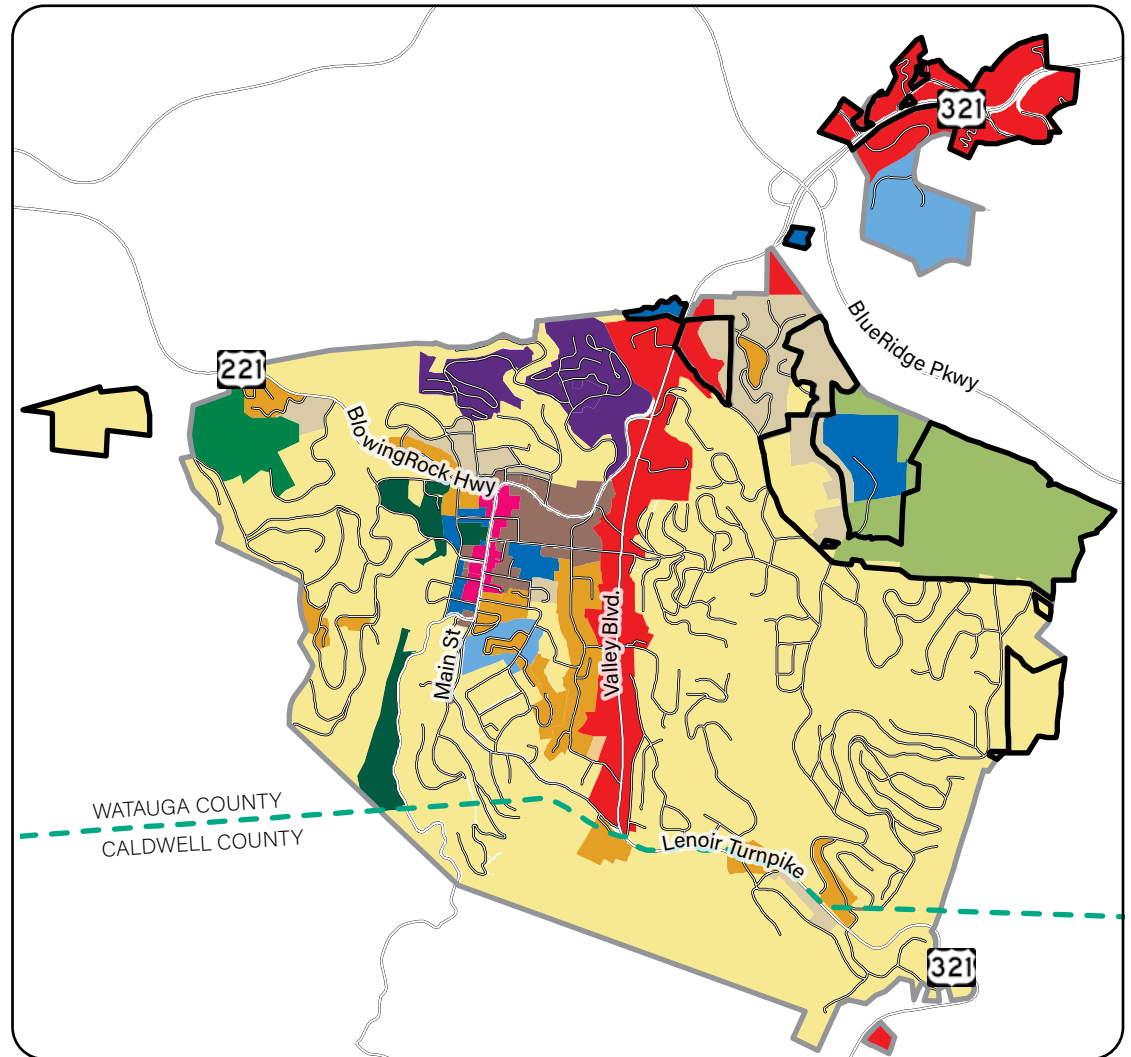 321
BlueRidge Pkwy
221
BlowingRock Hwy
Valley Blvd.
Main St
WATAUGA COUNTY
CALDWELL COUNTY
Lenoir Turnpike
321